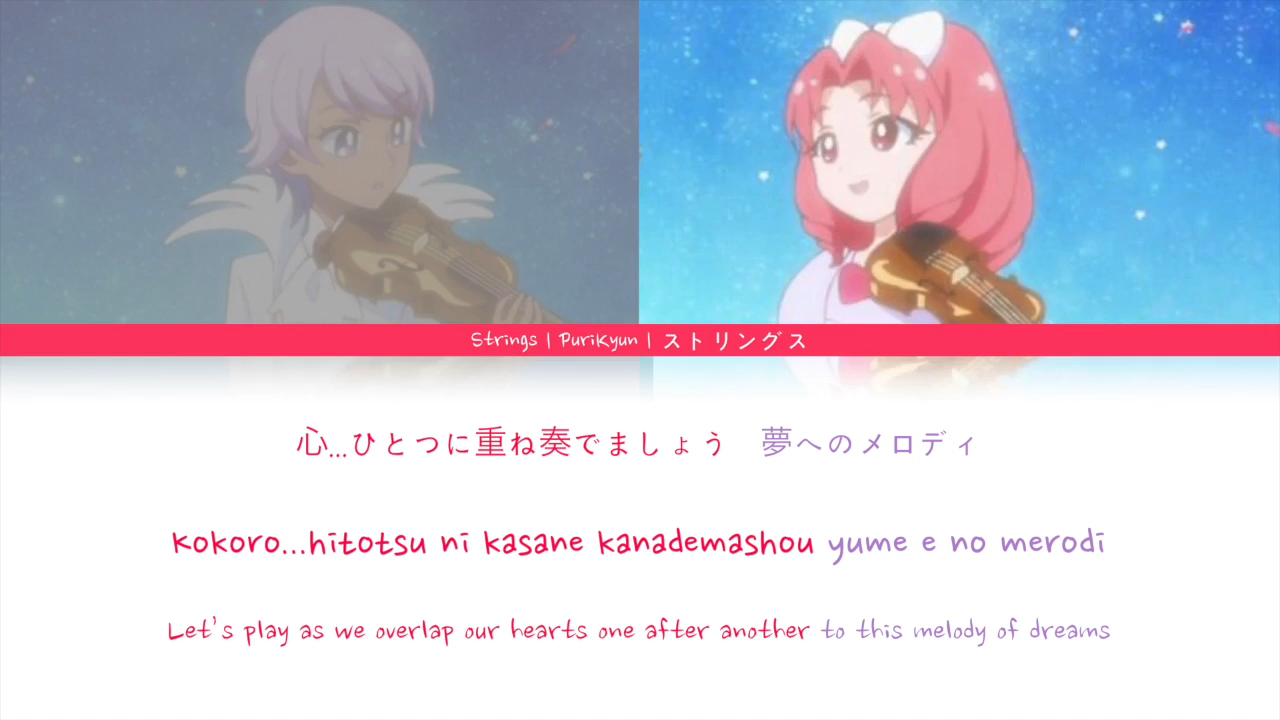 Strings | PuriKyun | ストリングス
心...ひとつに重ね奏でましょう　夢へのメロディ
kokoro...hitotsu ni kasane kanademashou yume e no merodi
Let's play as we overlap our hearts one after another to this melody of dreams